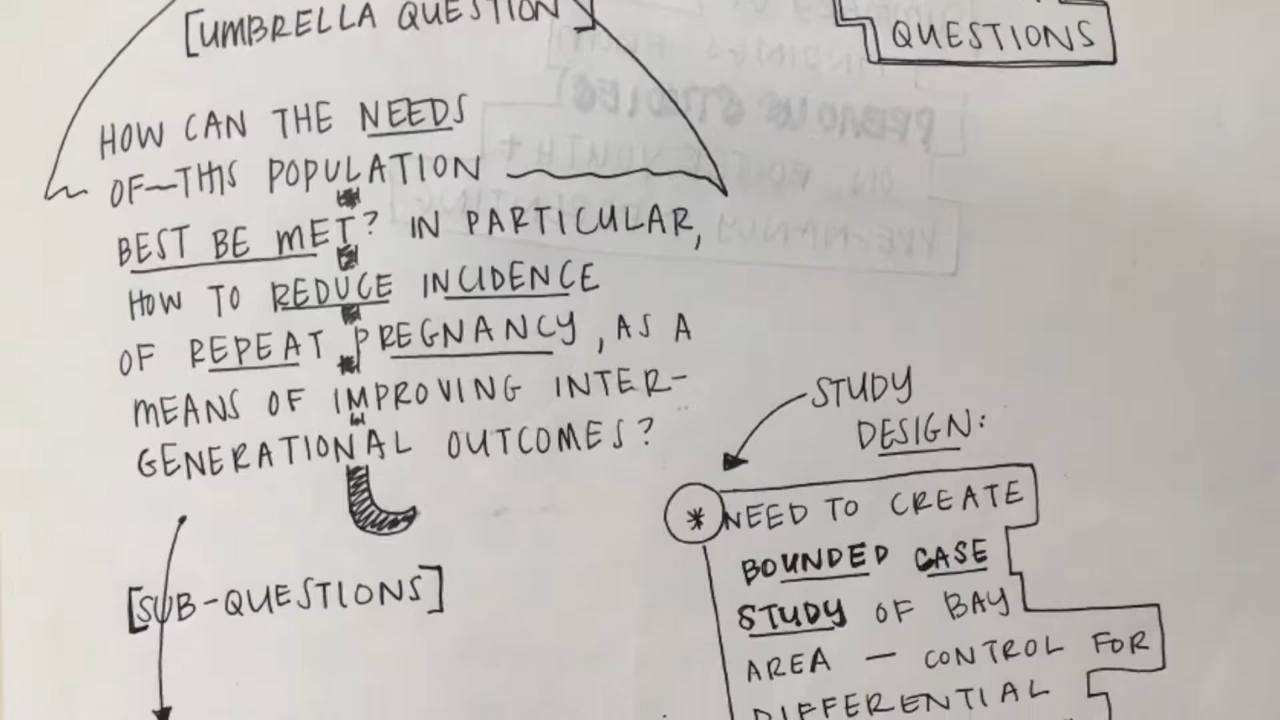 [UMBRELLA QUESTION]
HOW CAN THE NEEDS
OF THIS POPULATION
BEST BE MET? IN PARTICULAR,
HOW TO REDUCE INCIDENCE
OF REPEAT PREGNANCY, AS A
MEANS OF IMPROVING INTER-
GENERATIONAL OUTCOMES?
[SUB-QUESTIONS]
QUESTIONS
STUDY
DESIGN:
* NEED TO CREATE
BOUNDED CASE
STUDY OF BAY
AREA — CONTROL FOR
DIFFERENTIAL